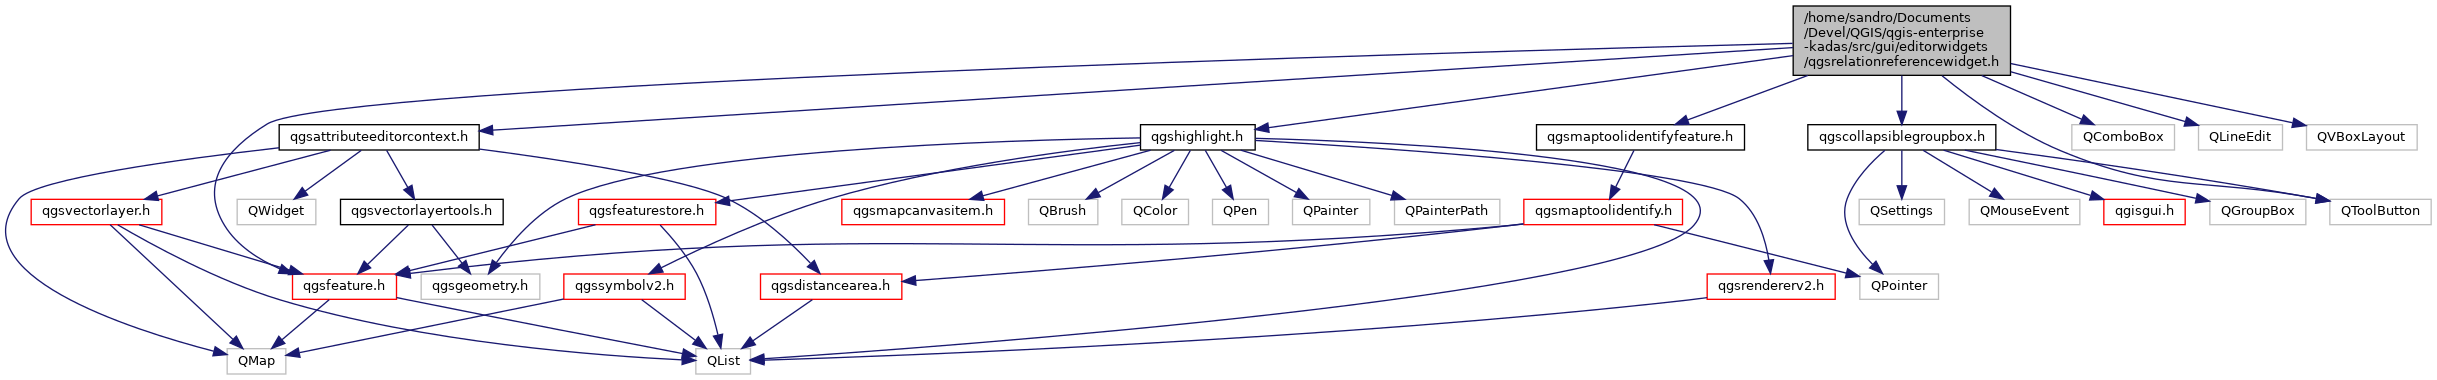 /home/sandro/Documents
/Devel/QGIS/qgis-enterprise
-kadas/src/gui/editorwidgets
/qgsrelationreferencewidget.h
qgsattributeeditorcontext.h
qgshighlight.h
qgsmaptoolidentifyfeature.h
qgscollapsiblegroupbox.h
QComboBox
QLineEdit
QVBoxLayout
qgsvectorlayer.h
QWidget
qgsvectorlayertools.h
qgsfeaturestore.h
qgsmapcanvasitem.h
QBrush
QColor
QPen
QPainter
QPainterPath
qgsmaptoolidentify.h
QSettings
QMouseEvent
qgisgui.h
QGroupBox
QToolButton
qgsfeature.h
qgsgeometry.h
qgssymbolv2.h
qgsdistancearea.h
qgsrendererv2.h
QPointer
QMap
QList